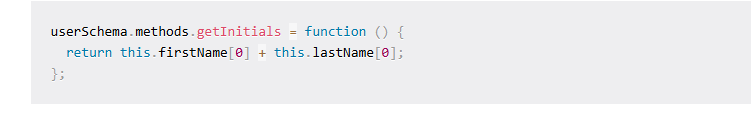 userSchema.methods.getInitials = function () {
  return this.firstName[0] + this.lastName[0];
};